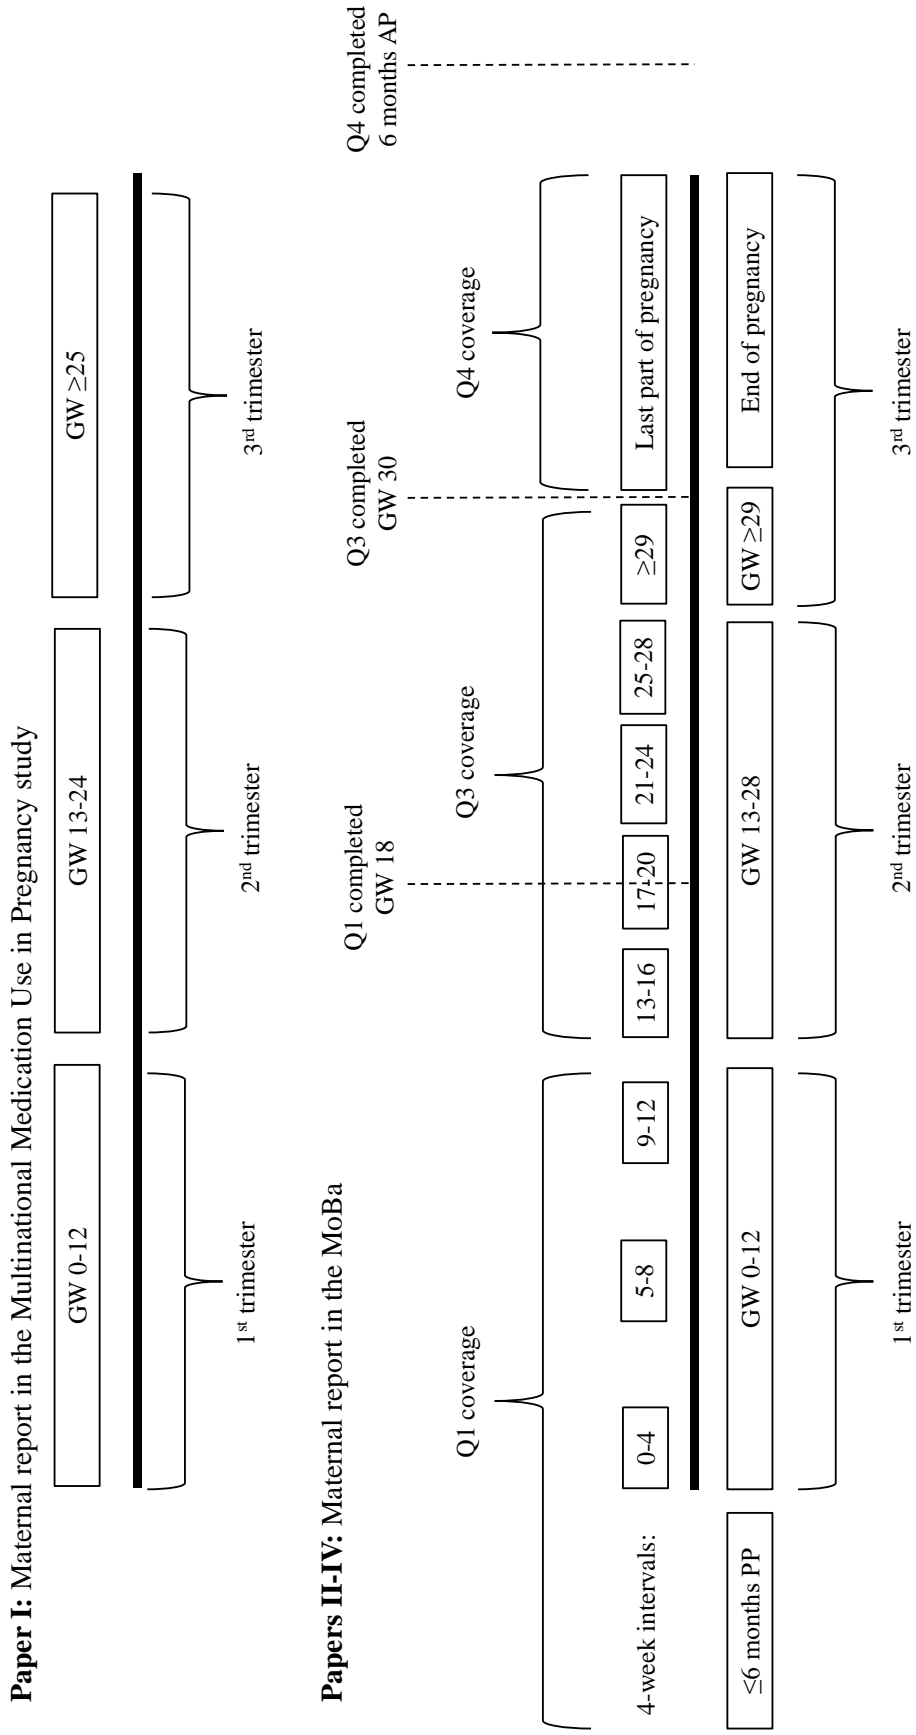 Paper I: Maternal report in the Multinational Medication Use in Pregnancy study
GW 0-12
GW 13-24
GW ≥25
1st trimester
2nd trimester
3rd trimester
Papers II-IV: Maternal report in the MoBa
Q1 completed
GW 18
Q3 completed
GW 30
Q4 completed
6 months AP
Q1 coverage
Q3 coverage
Q4 coverage
4-week intervals:
0-4
5-8
9-12
13-16
17-20
21-24
25-28
≥29
Last part of pregnancy
≤6 months PP
GW 0-12
GW 13-28
GW ≥29
End of pregnancy
1st trimester
2nd trimester
3rd trimester